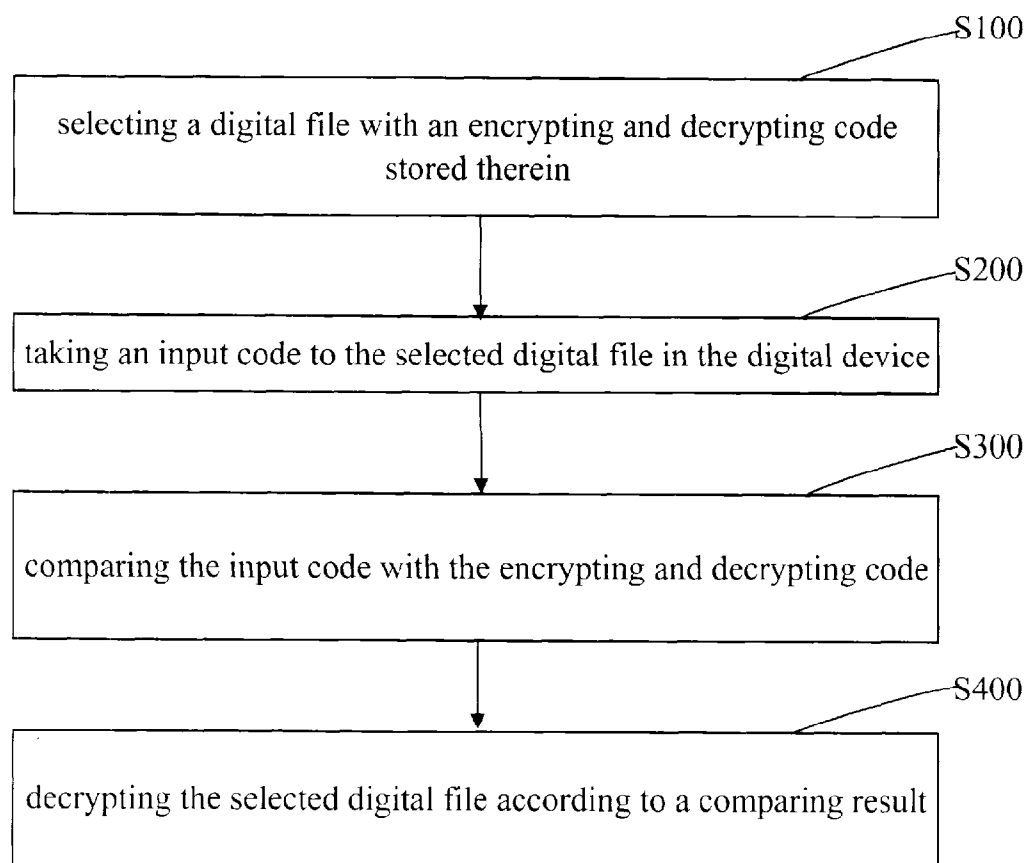 S100
selecting a digital file with an encrypting and decrypting code
stored therein
S200
taking an input code to the selected digital file in the digital device
S300
comparing the input code with the encrypting and decrypting code
S400
decrypting the selected digital file according to a comparing result